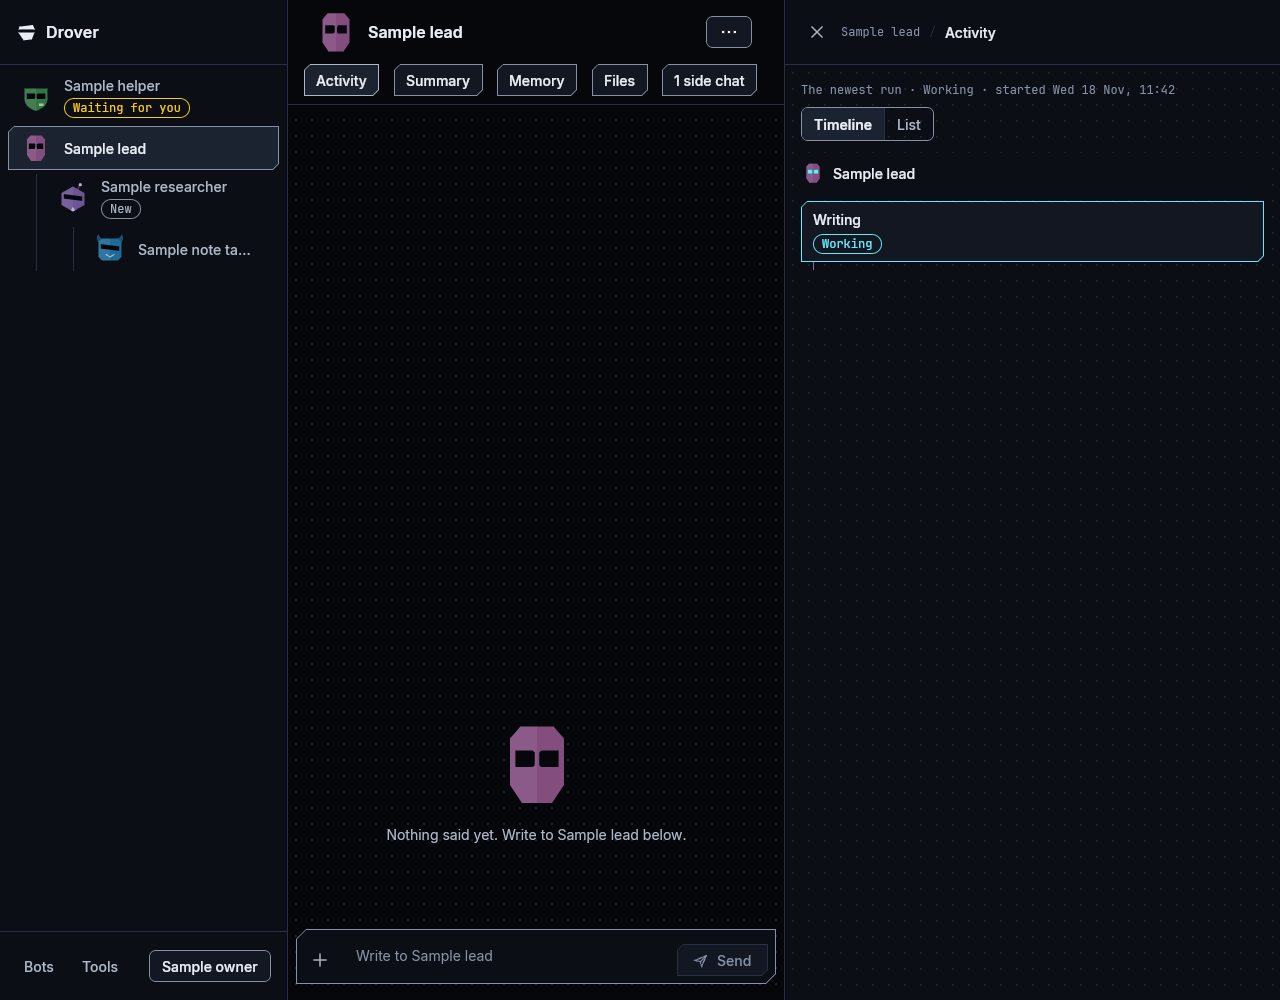 Drover
Sample helper
Waiting for you
Sample lead
Sample researcher
New
Sample note ta...
Bots
Tools
Sample owner
Sample lead
Activity
Summary
Memory
Files
1 side chat
Nothing said yet. Write to Sample lead below.
Write to Sample lead
Send
Sample lead / Activity
The newest run · Working · started Wed 18 Nov, 11:42
Timeline
List
Sample lead
Writing
Working